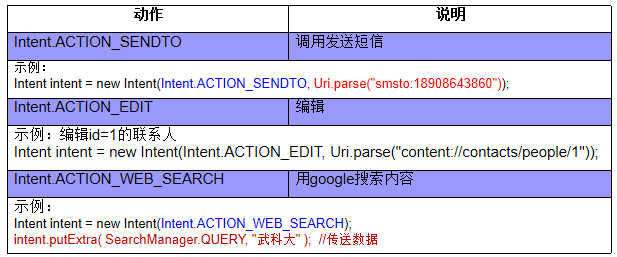 动作 说明
Intent.ACTION_SENDTO 调用发送短信
示例：
Intent intent = new Intent(Intent.ACTION_SENDTO, Uri.parse("smsto:18908643860"));
Intent.ACTION_EDIT 编辑
示例：编辑id=1的联系人
Intent intent = new Intent(Intent.ACTION_EDIT, Uri.parse("content://contacts/people/1"));
Intent.ACTION_WEB_SEARCH 用google搜索内容
示例：
Intent intent = new Intent(Intent.ACTION_WEB_SEARCH);
intent.putExtra( SearchManager.QUERY, "武科大" ); //传送数据